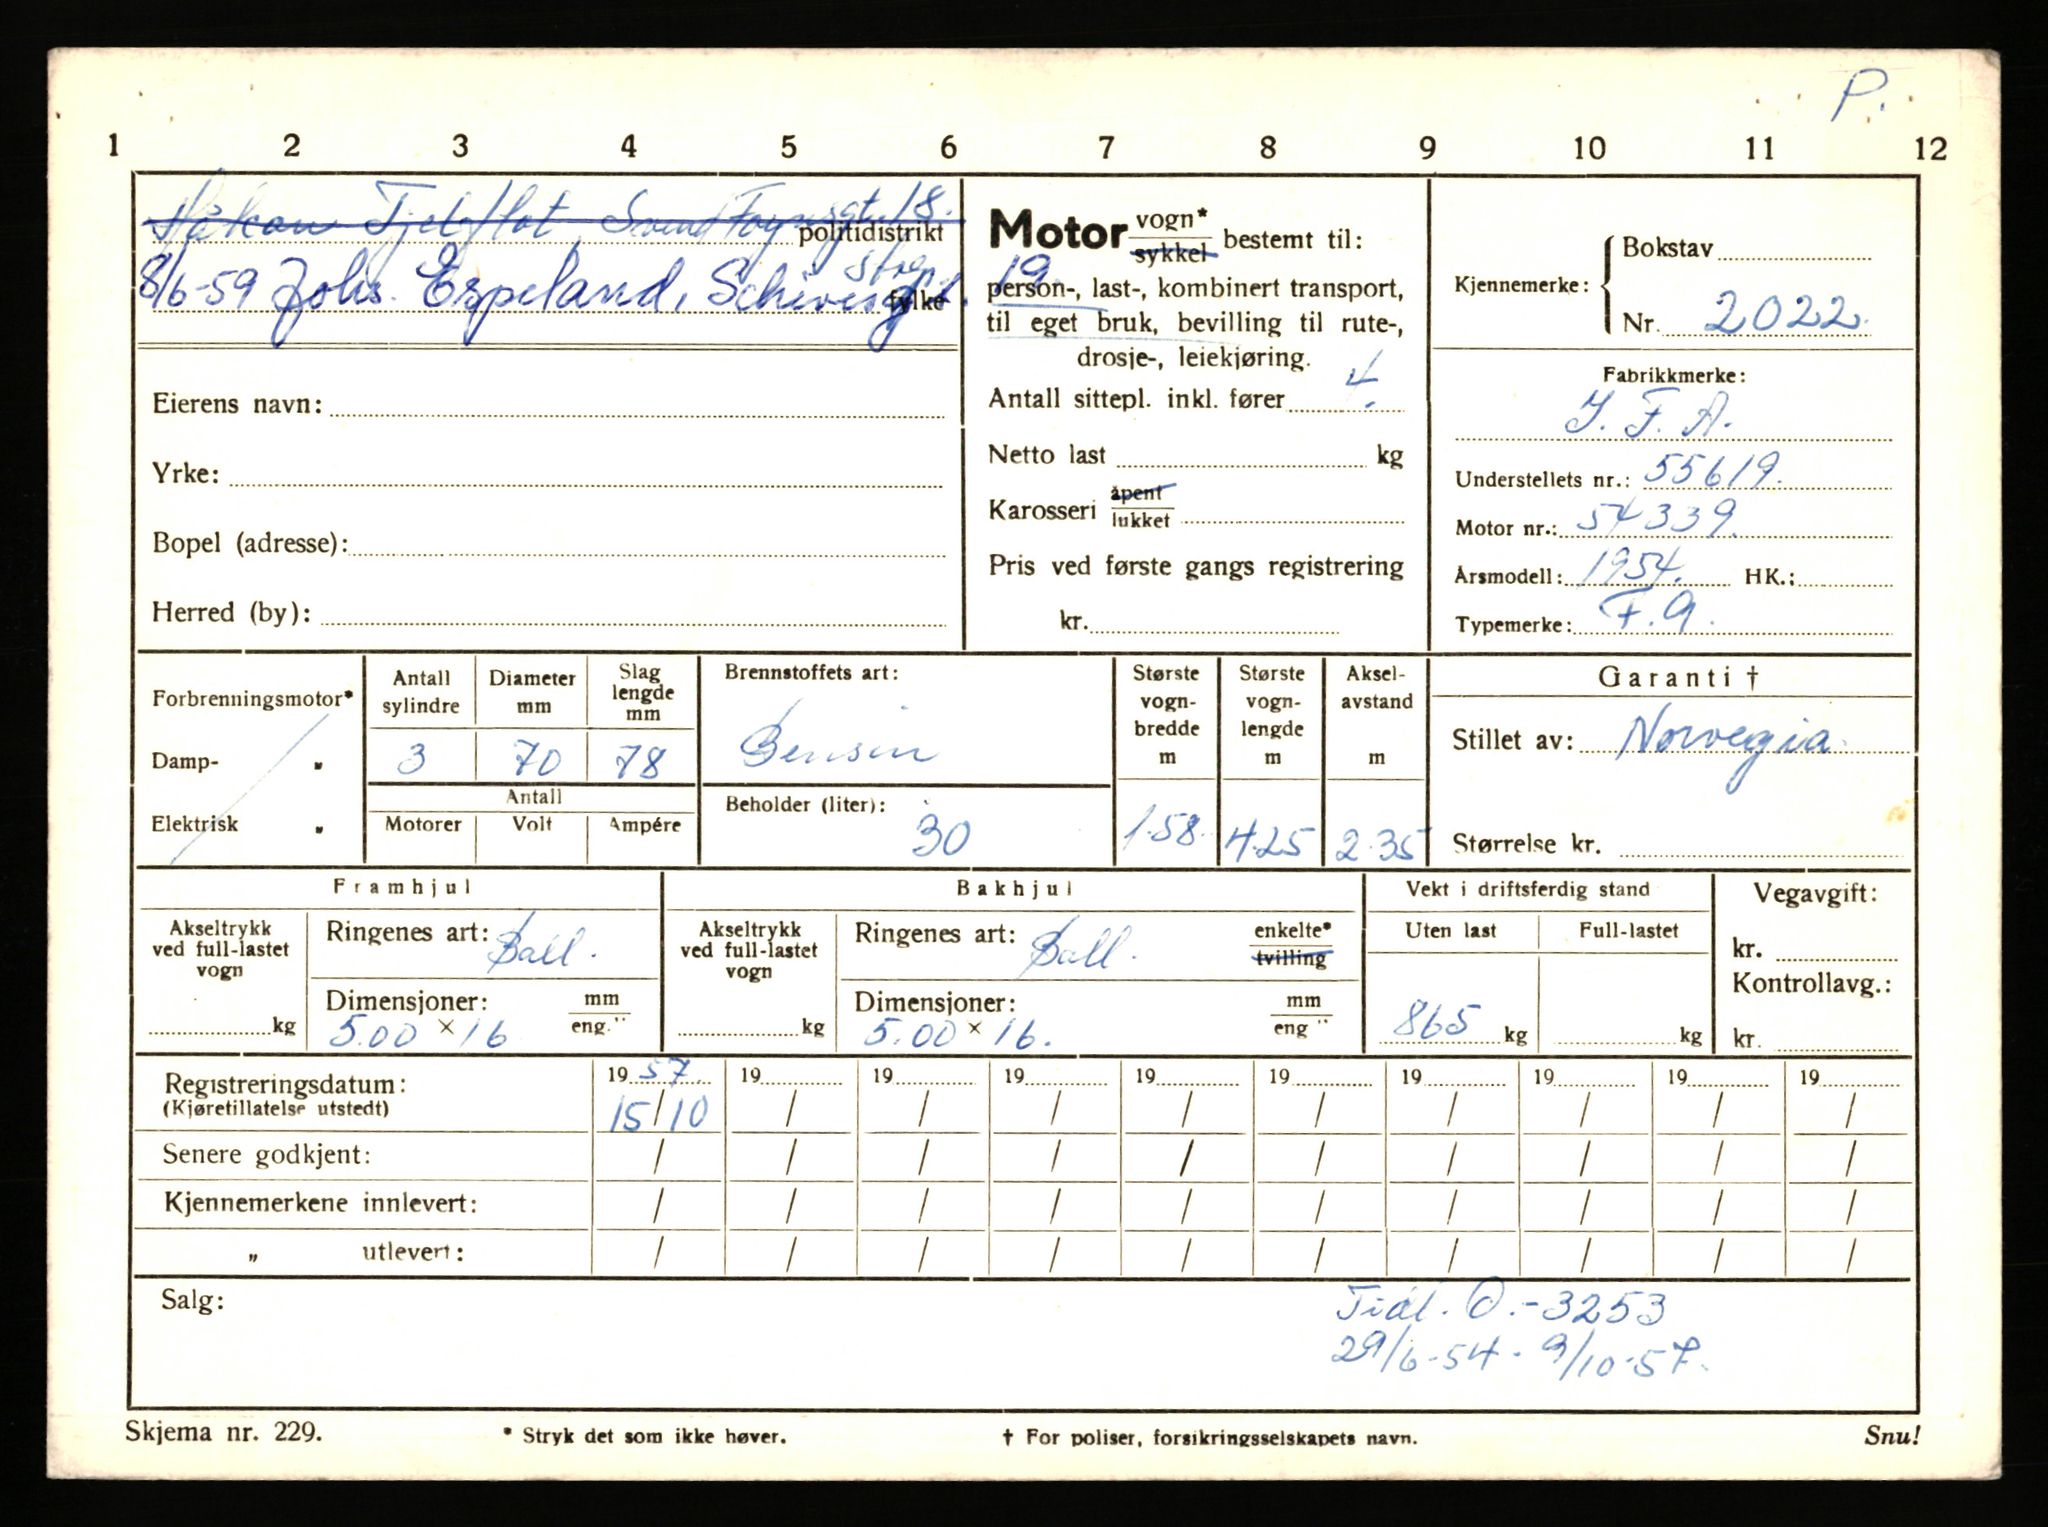 P.
1 2 3 4 5 6 7 8 9 10 11 12
Håkon Tjelflot Svend Foynsgt. 18.
politidistrikt
8/6-59 Johs. Espeland, Schives gt. 19.
fylke
Eierens navn:
Yrke:
Bopel (adresse):
Herred (by):
Motor vogn* sykkel bestemt til:
person-, last-, kombinert transport,
til eget bruk, bevilling til rute-,
drosje-, leiekjøring.
Antall sittepl. inkl. fører 4.
Netto last kg
Karosseri åpent lukket
Pris ved første gangs registrering
kr.
Kjennemerke: Bokstav
Nr. 2022.
Fabrikkmerke:
I. F. A.
Understellets nr.: 55619.
Motor nr.: 54339.
Årsmodell: 1954. HK.:
Typemerke: F.9.
Forbrenningsmotor*
Damp- "
Elektrisk "
Antall sylindre 3
Diameter mm 70
Slag lengde mm 78
Antall
Motorer Volt Ampére
Brennstoffets art:
Bensin
Beholder (liter): 30
Største vogn-bredde m 1.58
Største vogn-lengde m 4.25
Aksel-avstand m 2.35
Garanti †
Stillet av: Norvegia.
Størrelse kr.
Framhjul
Akseltrykk ved full-lastet vogn
kg
Ringenes art: Ball.
Dimensjoner: mm eng."
5.00 × 16
Bakhjul
Akseltrykk ved full-lastet vogn
kg
Ringenes art: Ball. enkelte* tvilling
Dimensjoner: mm eng"
5.00 × 16.
Vekt i driftsferdig stand
Uten last Full-lastet
865 kg kg
Vegavgift:
kr.
Kontrollavg.:
kr.
Registreringsdatum: 19 57. 19 19 19 19 19 19 19 19 19
(Kjøretillatelse utstedt) 15/10 / / / / / / / / /
Senere godkjent: / / / / / / / / / /
Kjennemerkene innlevert: / / / / / / / / / /
" utlevert: / / / / / / / / / /
Salg:
Tidl. O.-3253
29/6-54 - 9/10-57.
Skjema nr. 229.
* Stryk det som ikke høver.
† For poliser, forsikringsselskapets navn.
Snu!